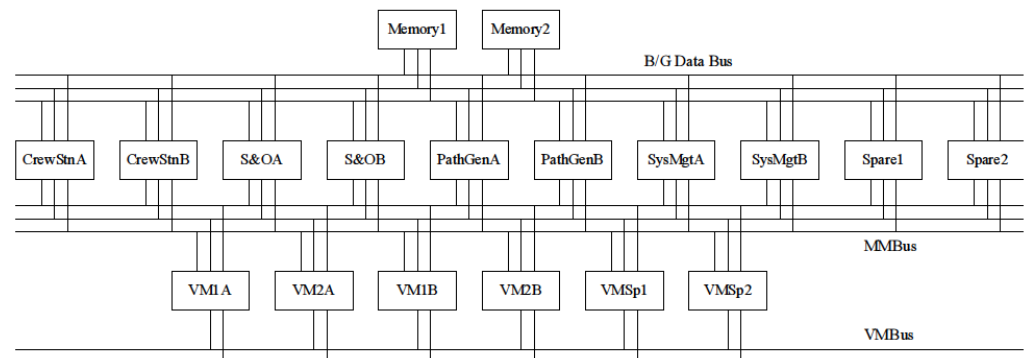 Memory1 Memory2
B/G Data Bus
CrewStnA CrewStnB S&OA S&OB PathGenA PathGenB SysMgtA SysMgtB Spare1 Spare2
MMBus
VM1A VM2A VM1B VM2B VMSp1 VMSp2
VMBus